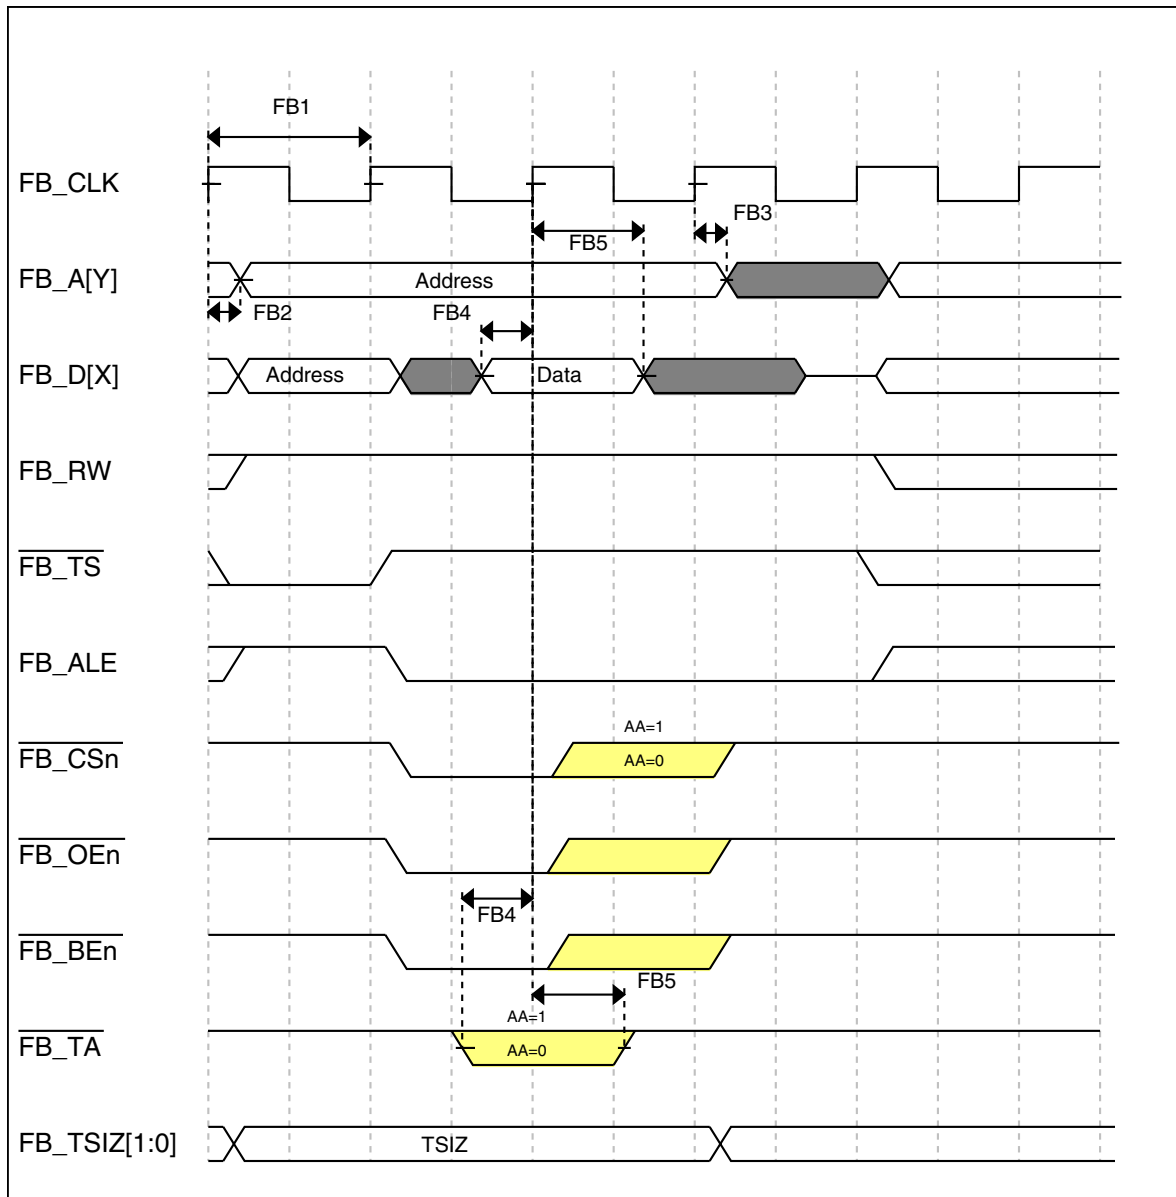 FB1
FB_CLK
FB3
FB5
FB_A[Y]
Address
FB2
FB4
FB_D[X]
Address
Data
FB_RW
FB_TS
FB_ALE
AA=1
FB_CSn
AA=0
FB_OEn
FB4
FB_BEn
FB5
AA=1
FB_TA
AA=0
FB_TSIZ[1:0]
TSIZ